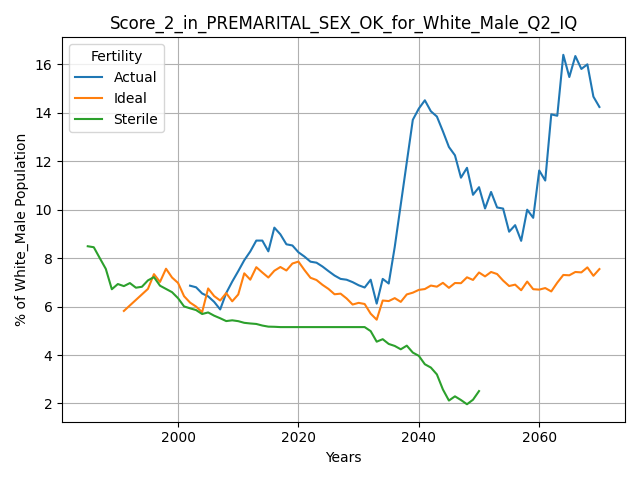 Score_2_in_PREMARITAL_SEX_OK_for_White_Male_Q2_IQ
Fertility
Actual
Ideal
Sterile
% of White_Male Population
16
14
12
10
8
6
4
2
2000 2020 2040 2060
Years